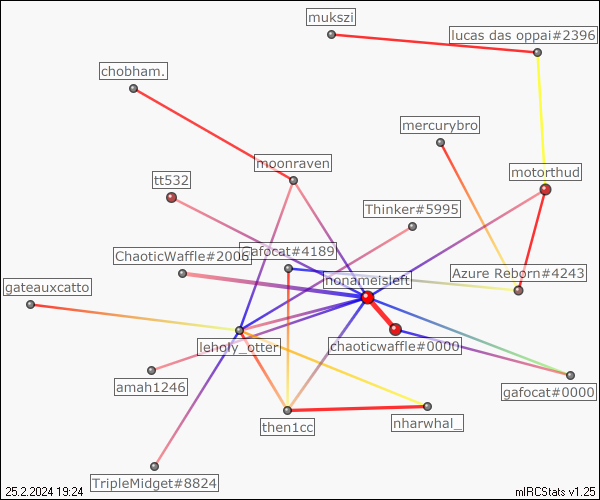 mukszi
lucas das oppai#2396
chobham.
mercurybro
moonraven
motorthud
tt532
Thinker#5995
ChaoticWaffle#2006
Gafocat#4189
nonameisleft
Azure Reborn#4243
gateauxcatto
leholy_otter
chaoticwaffle#0000
amah1246
gafocat#0000
then1cc
nharwhal_
TripleMidget#8824
25.2.2024 19:24
mIRCStats v1.25